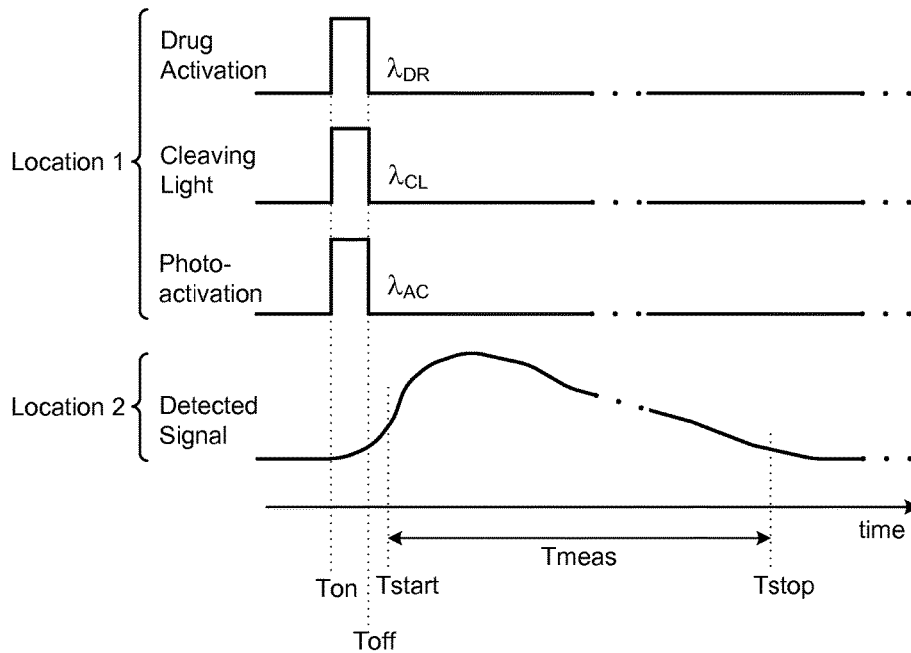 Location 1
Drug
Activation
λDR
Cleaving
Light
λCL
Photo-
activation
λAC
Location 2
Detected
Signal
time
Tmeas
Ton
Tstart
Tstop
Toff